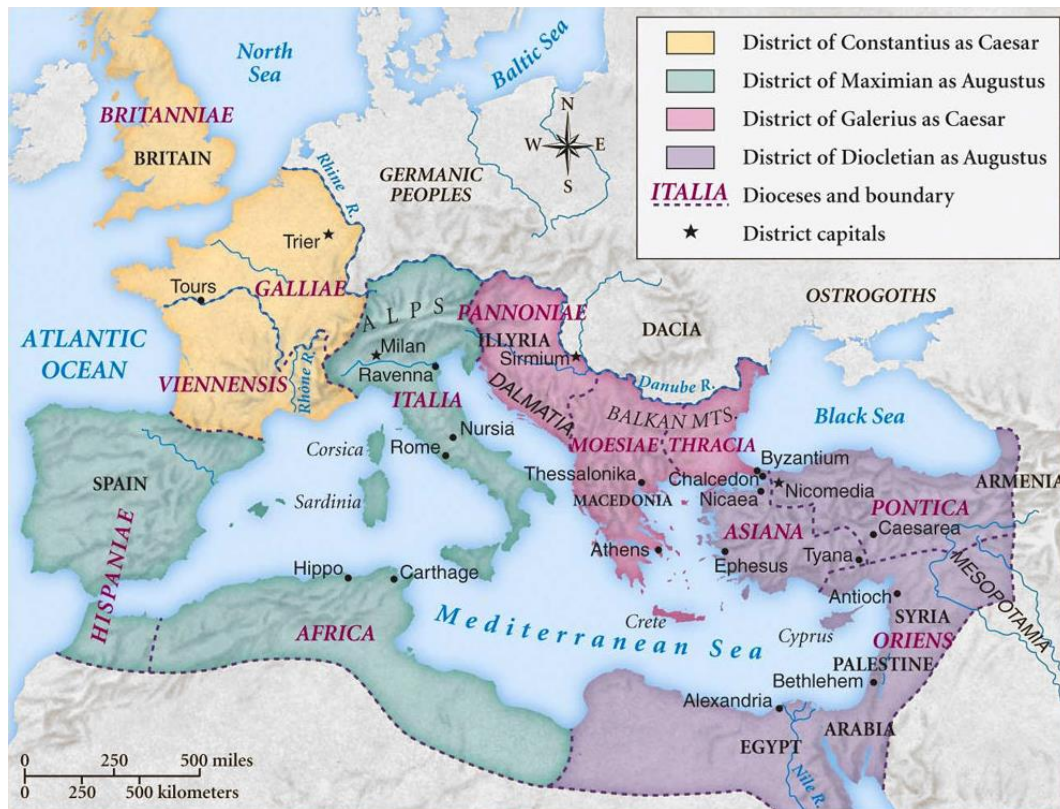 District of Constantius as Caesar
District of Maximian as Augustus
District of Galerius as Caesar
District of Diocletian as Augustus
ITALIA Dioceses and boundary
District capitals
North
Sea
Baltic Sea
N
W E
S
BRITANNIAE
BRITAIN
Rhine R.
GERMANIC
PEOPLES
Trier
Tours
GALLIAE
ATLANTIC
OCEAN
VIENNENSIS
Rhône R.
ALPS
Milan
Ravenna
ITALIA
PANNONIAE
ILLYRIA
Sirmium
DACIA
OSTROGOTHS
DALMATIA
Danube R.
BALKAN MTS.
MOESIAE
THRACIA
Black Sea
Corsica
Nursia
Rome
Sardinia
SPAIN
HISPANIAE
Thessalonika
MACEDONIA
Byzantium
Chalcedon
Nicaea
Nicomedia
ARMENIA
PONTICA
Caesarea
ASIANA
Athens
Ephesus
Tyana
MESOPOTAMIA
Hippo
Carthage
Antioch
SYRIA
Crete
Cyprus
ORIENS
AFRICA
Mediterranean Sea
PALESTINE
Bethlehem
Alexandria
EGYPT
ARABIA
Nile R.
0 250 500 miles
0 250 500 kilometers